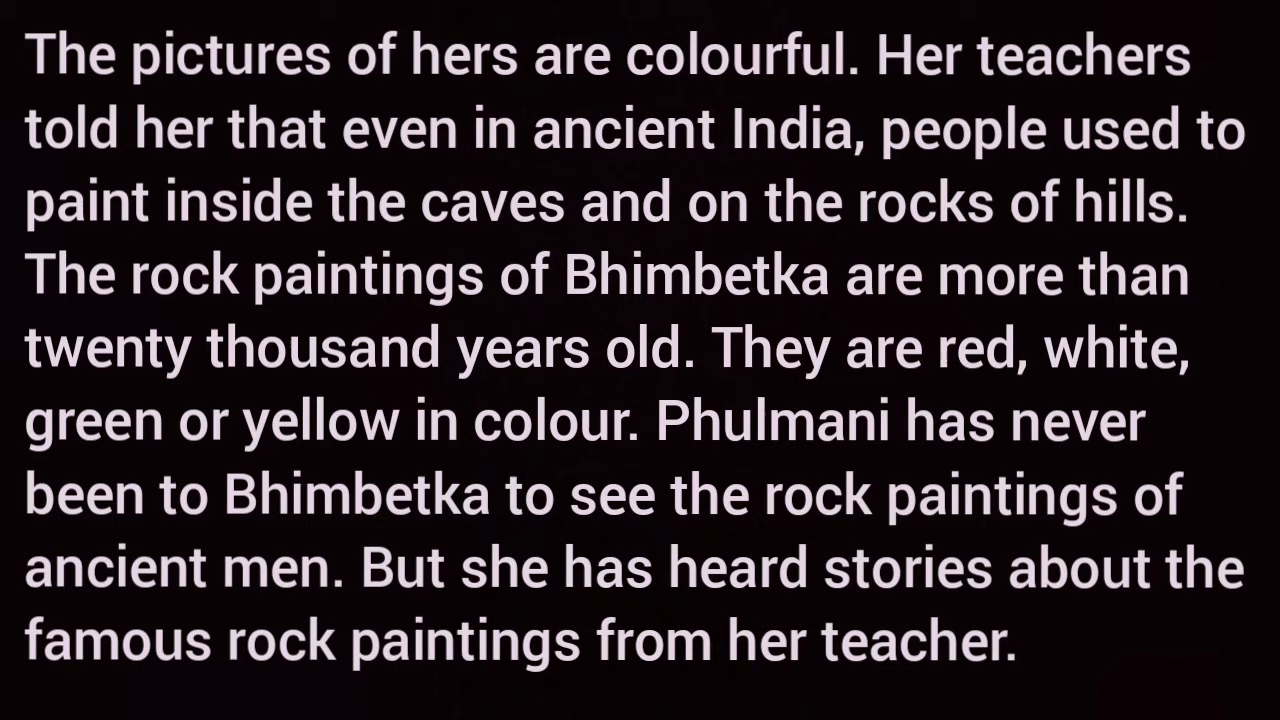 The pictures of hers are colourful. Her teachers
told her that even in ancient India, people used to
paint inside the caves and on the rocks of hills.
The rock paintings of Bhimbetka are more than
twenty thousand years old. They are red, white,
green or yellow in colour. Phulmani has never
been to Bhimbetka to see the rock paintings of
ancient men. But she has heard stories about the
famous rock paintings from her teacher.